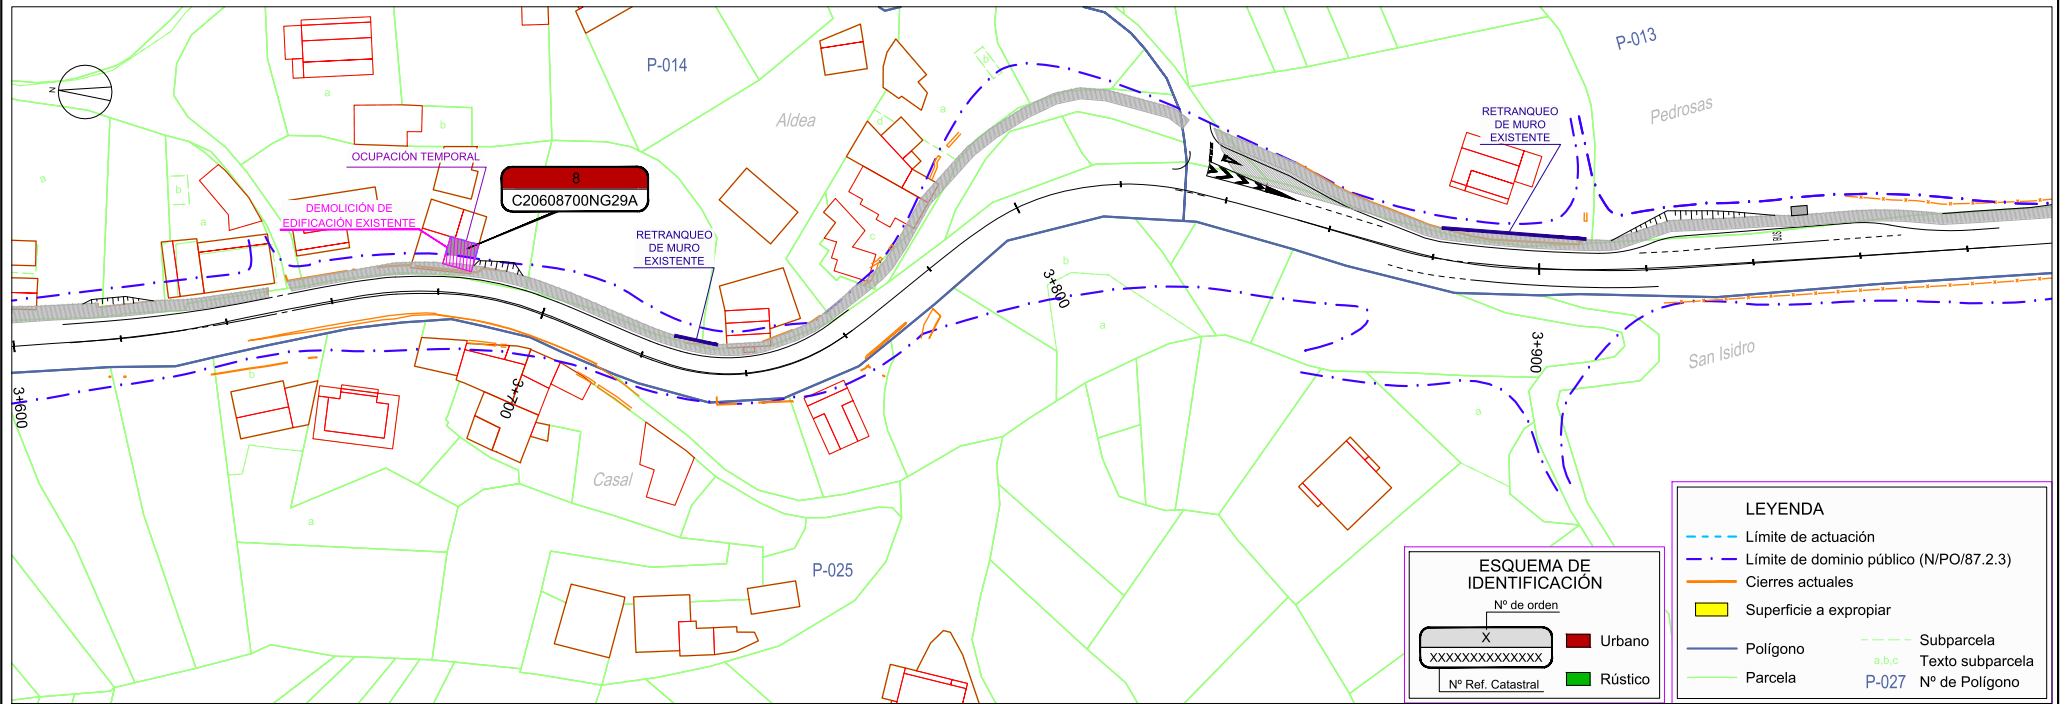 P-014
P-013
N
a
b
Aldea
Pedrosas
RETRANQUEO
DE MURO
EXISTENTE
OCUPACIÓN TEMPORAL
8
C20608700NG29A
DEMOLICIÓN DE
EDIFICACIÓN EXISTENTE
RETRANQUEO
DE MURO
EXISTENTE
a
b
a
b
a
d
c
b
a
BUS
3+600
3+700
3+800
3+900
San Isidro
Casal
b
a
a
P-025
ESQUEMA DE
IDENTIFICACIÓN
Nº de orden
X
XXXXXXXXXXXXXX
Nº Ref. Catastral
Urbano
Rústico
LEYENDA
Límite de actuación
Límite de dominio público (N/PO/87.2.3)
Cierres actuales
Superficie a expropiar
Polígono
Parcela
Subparcela
a,b,c Texto subparcela
P-027 Nº de Polígono